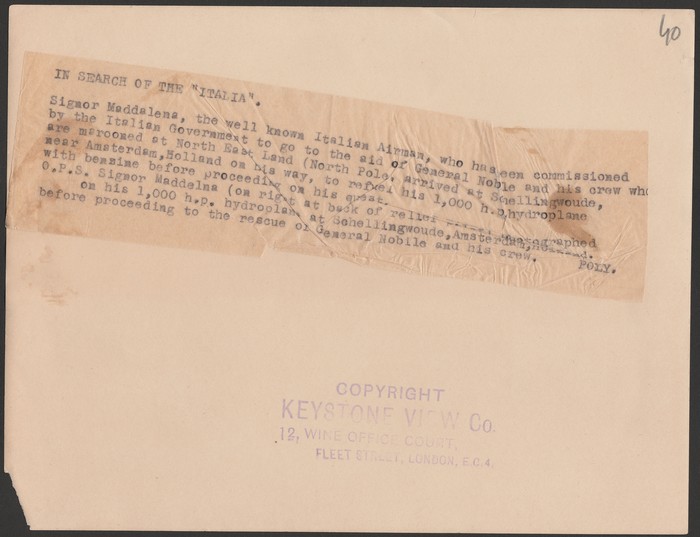 40
IN SEARCH OF THE "ITALIA".
Signor Maddalena, the well known Italian Airman, who has een commissioned
by the Italian Government to go to the aid of General Noble and his crew who
are marooned at North East Land (North Pole, arrived at Schellingwoude,
near Amsterdam,Holland on his way, to refuel his 1,000 h.p,hydroplane
with benzine before proceeding on his quest.
O.P.S. Signor Maddelna (on right at back of relief photographed
on his 1,000 h.p. hydroplane at Schellingwoude,Amsterdam,
before proceeding to the rescue of General Nobile and his crew.
POLY.
COPYRIGHT
KEYSTONE VIEW Co.
12, WINE OFFICE COURT,
FLEET STREET, LONDON, E.C.4.